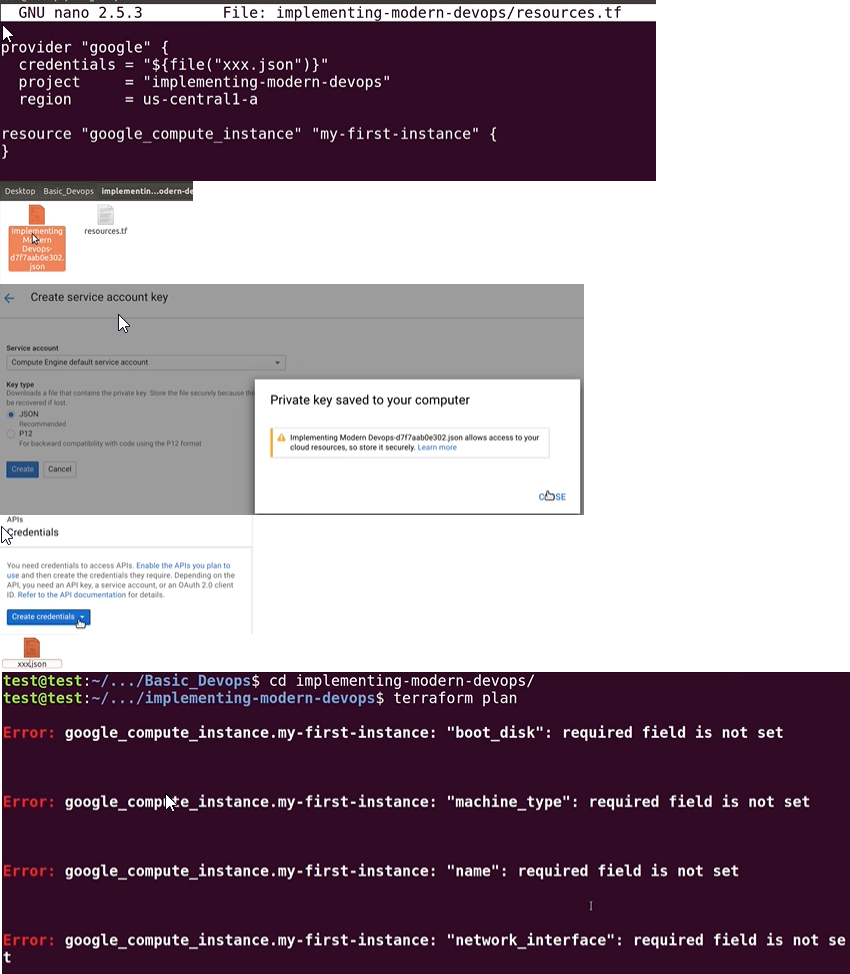 GNU nano 2.5.3 File: implementing-modern-devops/resources.tf
provider "google" {
credentials = "${file("xxx.json")}"
project = "implementing-modern-devops"
region = us-central1-a
resource "google_compute_instance" "my-first-instance" {
}
Desktop Basic_Devops implementin...odern-de
Implementing
Modern
Devops-
d7f7aab0e302.
json
resources.tf
Create service account key
Service account
Compute Engine default service account
Key type
Downloads a file that contains the private key. Store the file securely because
be recovered if lost.
JSON
Recommended
P12
For backward compatibility with code using the P12 format
Create Cancel
Private key saved to your computer
Implementing Modern Devops-d7f7aab0e302.json allows access to your
cloud resources, so store it securely. Learn more
CLOSE
APIs
Credentials
You need credentials to access APIs. Enable the APIs you plan to
use and then create the credentials they require. Depending on the
API, you need an API key, a service account, or an OAuth 2.0 client
ID. Refer to the API documentation for details.
Create credentials
xxx.json
test@test:~/.../Basic_Devops$ cd implementing-modern-devops/
test@test:~/.../implementing-modern-devops$ terraform plan
Error: google_compute_instance.my-first-instance: "boot_disk": required field is not set
Error: google_compute_instance.my-first-instance: "machine_type": required field is not set
Error: google_compute_instance.my-first-instance: "name": required field is not set
Error: google_compute_instance.my-first-instance: "network_interface": required field is not se
t